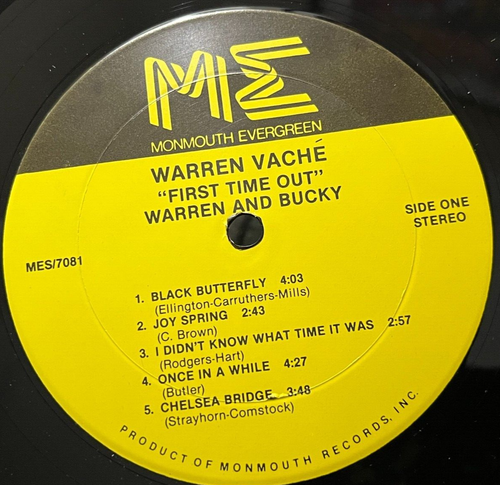 ME
MONMOUTH EVERGREEN
WARREN VACHÉ
"FIRST TIME OUT"
WARREN AND BUCKY
SIDE ONE
STEREO
MES/7081
1. BLACK BUTTERFLY 4:03
(Ellington-Carruthers-Mills)
2. JOY SPRING 2:43
(C. Brown)
3. I DIDN'T KNOW WHAT TIME IT WAS 2:57
(Rodgers-Hart)
4. ONCE IN A WHILE 4:27
(Butler)
5. CHELSEA BRIDGE 3:48
(Strayhorn-Comstock)
PRODUCT OF MONMOUTH RECORDS, INC.